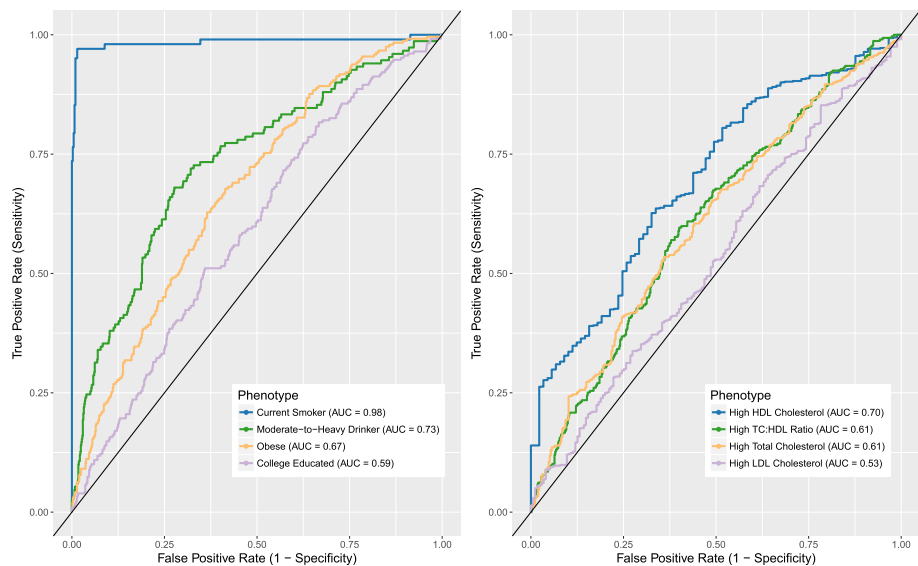 1.00
0.75
0.50
0.25
0.00
True Positive Rate (Sensitivity)
0.00 0.25 0.50 0.75 1.00
False Positive Rate (1 − Specificity)
Phenotype
Current Smoker (AUC = 0.98)
Moderate−to−Heavy Drinker (AUC = 0.73)
Obese (AUC = 0.67)
College Educated (AUC = 0.59)
1.00
0.75
0.50
0.25
0.00
True Positive Rate (Sensitivity)
0.00 0.25 0.50 0.75 1.00
False Positive Rate (1 − Specificity)
Phenotype
High HDL Cholesterol (AUC = 0.70)
High TC:HDL Ratio (AUC = 0.61)
High Total Cholesterol (AUC = 0.61)
High LDL Cholesterol (AUC = 0.53)